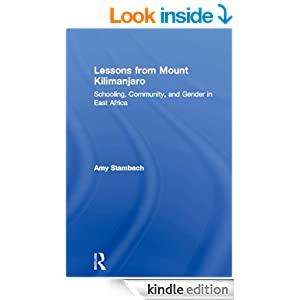 Look inside
Lessons from Mount
Kilimanjaro
Schooling, Community, and Gender in
East Africa
Amy Stambach
R
kindle edition